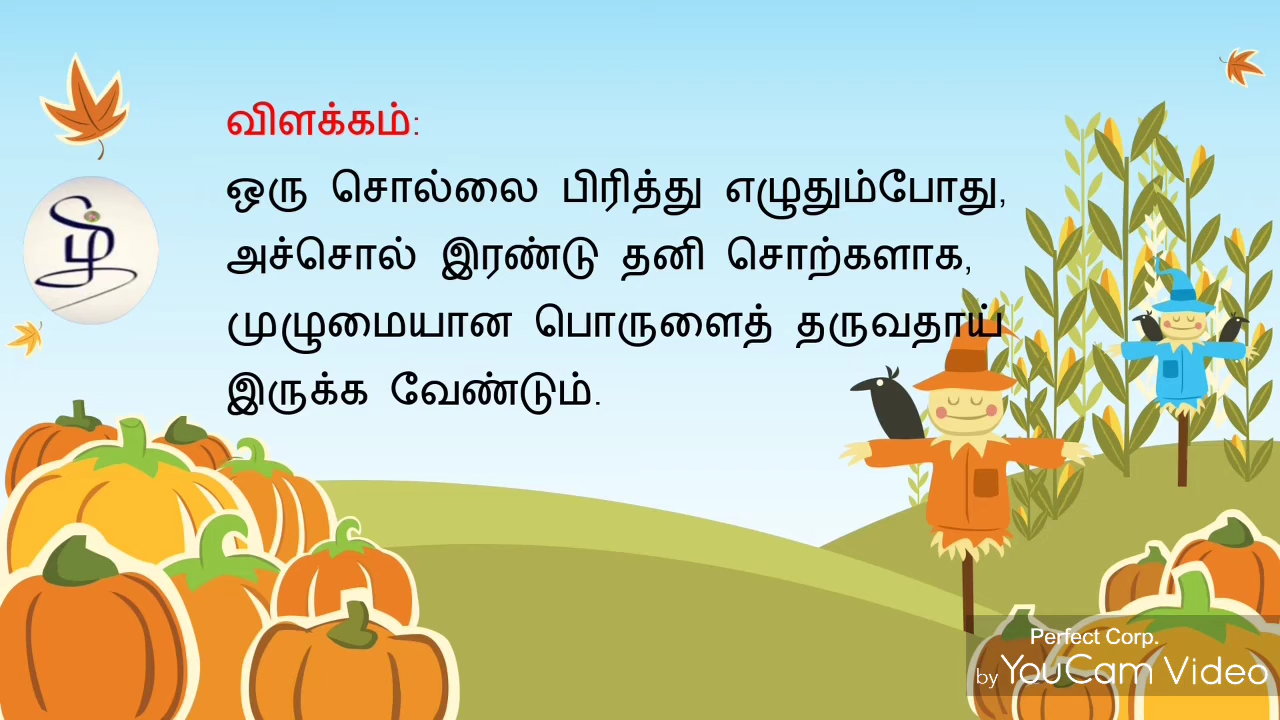 விளக்கம்:
ஒரு சொல்லை பிரித்து எழுதும்போது,
அச்சொல் இரண்டு தனி சொற்களாக,
முழுமையான பொருளைத் தருவதாய்
இருக்க வேண்டும்.
Perfect Corp.
by YouCam Video